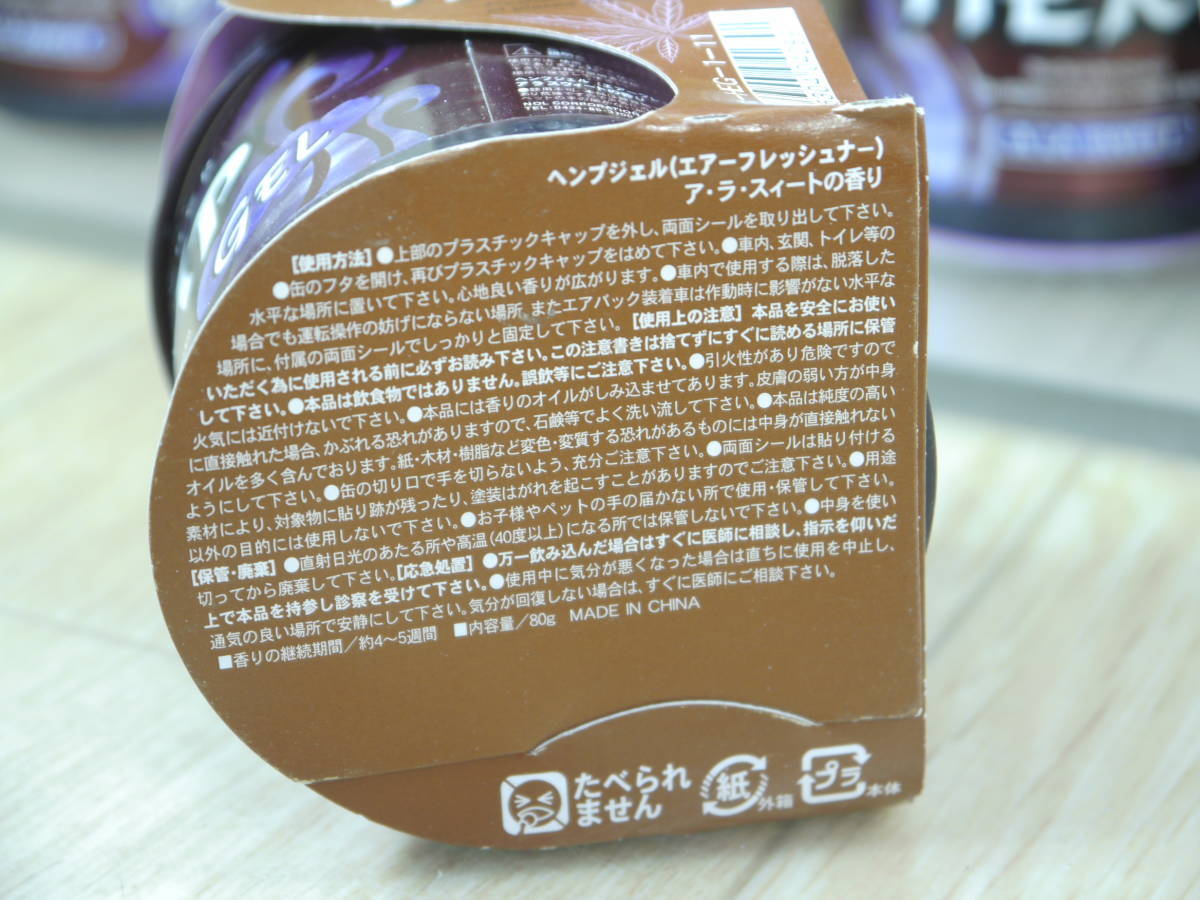 HEM
EG-1-11
GEL
ヘンプジェル(エアーフレッシュナー)
ア・ラ・スィートの香り
【使用方法】●上部のプラスチックキャップを外し、両面シールを取り出して下さい。
●缶のフタを開け、再びプラスチックキャップをはめて下さい。●車内、玄関、トイレ等の
水平な場所に置いて下さい。心地良い香りが広がります。●車内で使用する際は、脱落した
場合でも運転操作の妨げにならない場所、またエアバック装着車は作動時に影響がない水平な
場所に、付属の両面シールでしっかりと固定して下さい。【使用上の注意】本品を安全にお使い
いただく為に使用される前に必ずお読み下さい。この注意書きは捨てずにすぐに読める場所に保管
して下さい。●本品は飲食物ではありません。誤飲等にご注意下さい。●引火性があり危険ですので
火気には近付けないで下さい。●本品には香りのオイルがしみ込ませてあります。皮膚の弱い方が中身
に直接触れた場合、かぶれる恐れがありますので、石鹸等でよく洗い流して下さい。●本品は純度の高い
オイルを多く含んでおります。紙・木材・樹脂など変色・変質する恐れがあるものには中身が直接触れない
ようにして下さい。●缶の切り口で手を切らないよう、充分ご注意下さい。●両面シールは貼り付ける
素材により、対象物に貼り跡が残ったり、塗装はがれを起こすことがありますのでご注意下さい。●用途
以外の目的には使用しないで下さい。●お子様やペットの手の届かない所で使用・保管して下さい。
【保管・廃棄】●直射日光のあたる所や高温(40度以上)になる所では保管しないで下さい。●中身を使い
切ってから廃棄して下さい。【応急処置】●万一飲み込んだ場合はすぐに医師に相談し、指示を仰いだ
上で本品を持参し診察を受けて下さい。●使用中に気分が悪くなった場合は直ちに使用を中止し、
通気の良い場所で安静にして下さい。気分が回復しない場合は、すぐに医師にご相談下さい。
■香りの継続期間/約4〜5週間 ■内容量/80g MADE IN CHINA
たべられ
ません
紙
外箱
プラ
本体